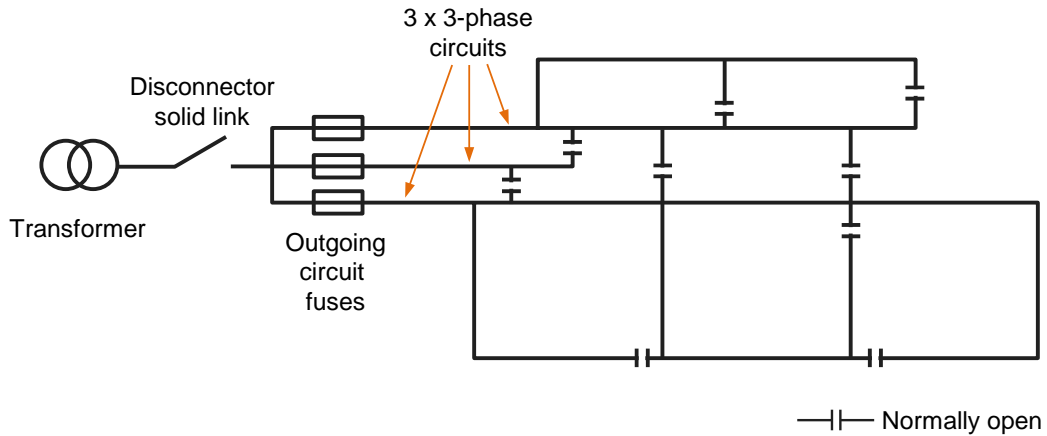 3 x 3-phase
circuits
Disconnector
solid link
Transformer
Outgoing
circuit
fuses
Normally open